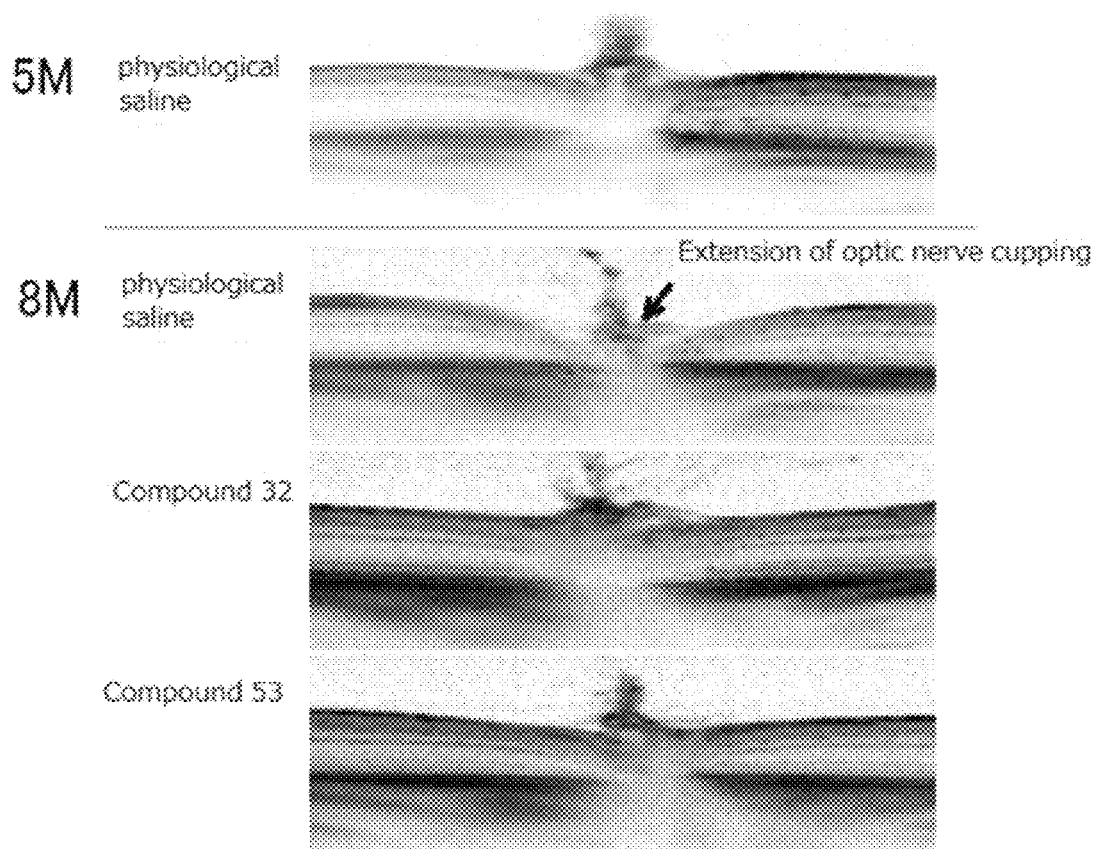 5M
physiological
saline
Extension of optic nerve cupping
8M
physiological
saline
Compound 32
Compound 53